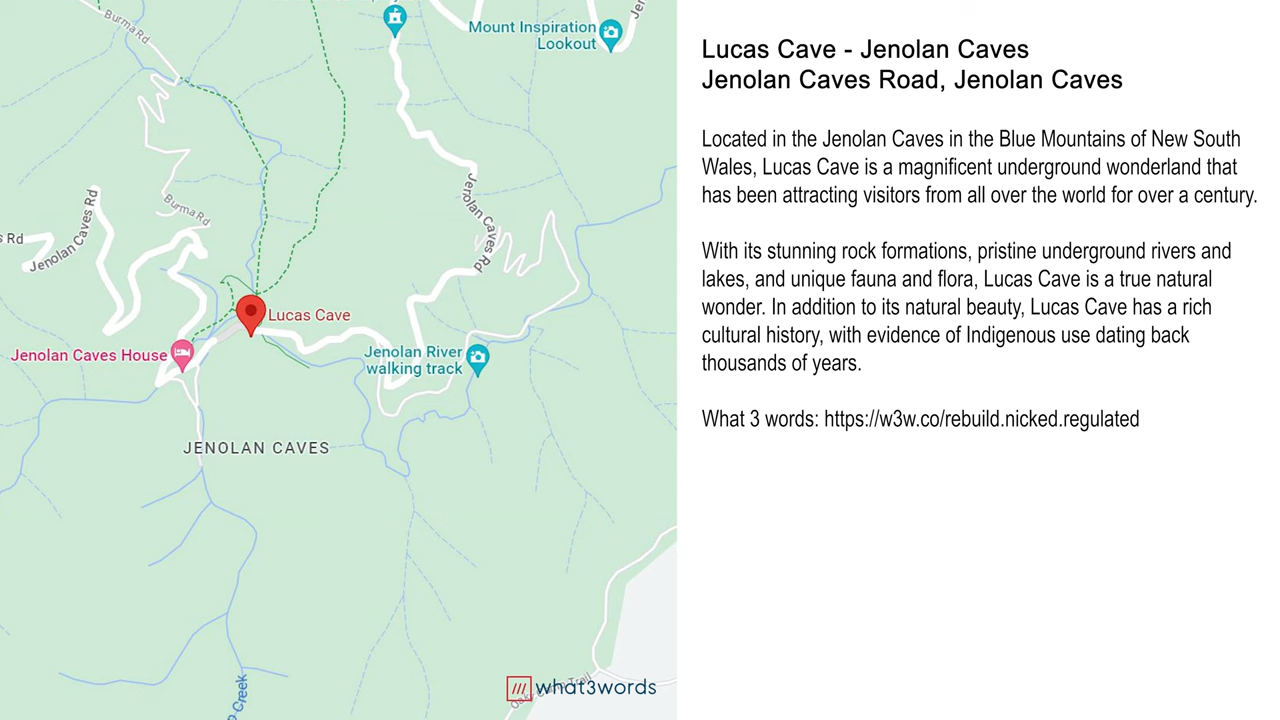 Burma Rd
Mount Inspiration
Lookout
Jenolan Caves Rd
Burma Rd
Jenolan Caves Rd
s Rd
Lucas Cave
Jenolan Caves House
Jenolan River
walking track
JENOLAN CAVES
Creek
what3words
Lucas Cave - Jenolan Caves
Jenolan Caves Road, Jenolan Caves
Located in the Jenolan Caves in the Blue Mountains of New South
Wales, Lucas Cave is a magnificent underground wonderland that
has been attracting visitors from all over the world for over a century.
With its stunning rock formations, pristine underground rivers and
lakes, and unique fauna and flora, Lucas Cave is a true natural
wonder. In addition to its natural beauty, Lucas Cave has a rich
cultural history, with evidence of Indigenous use dating back
thousands of years.
What 3 words: https://w3w.co/rebuild.nicked.regulated